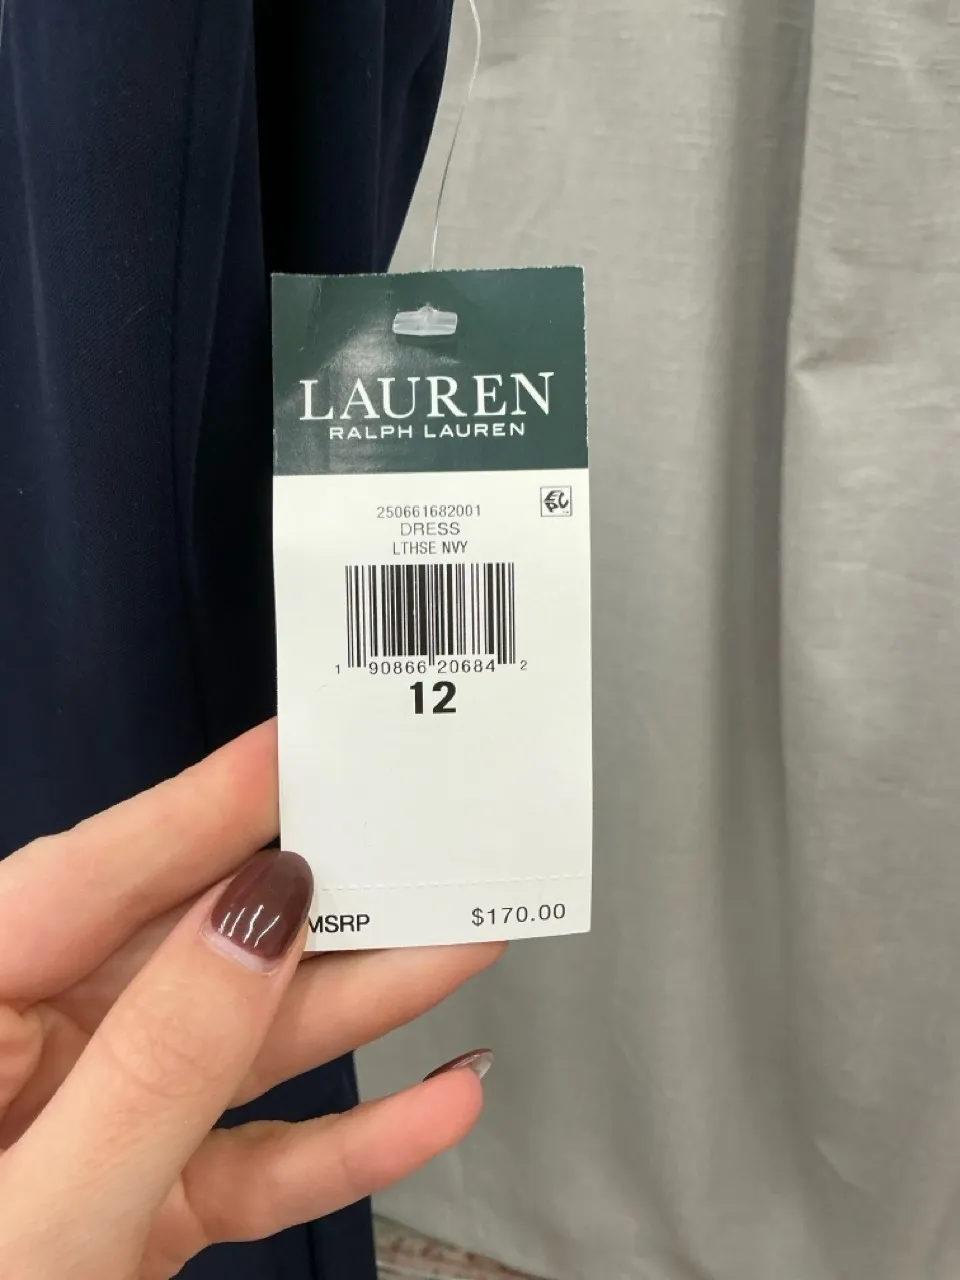 LAUREN
RALPH LAUREN
250661682001
DRESS
LTHSE NVY
1 90866 20684 2
12
MSRP $170.00